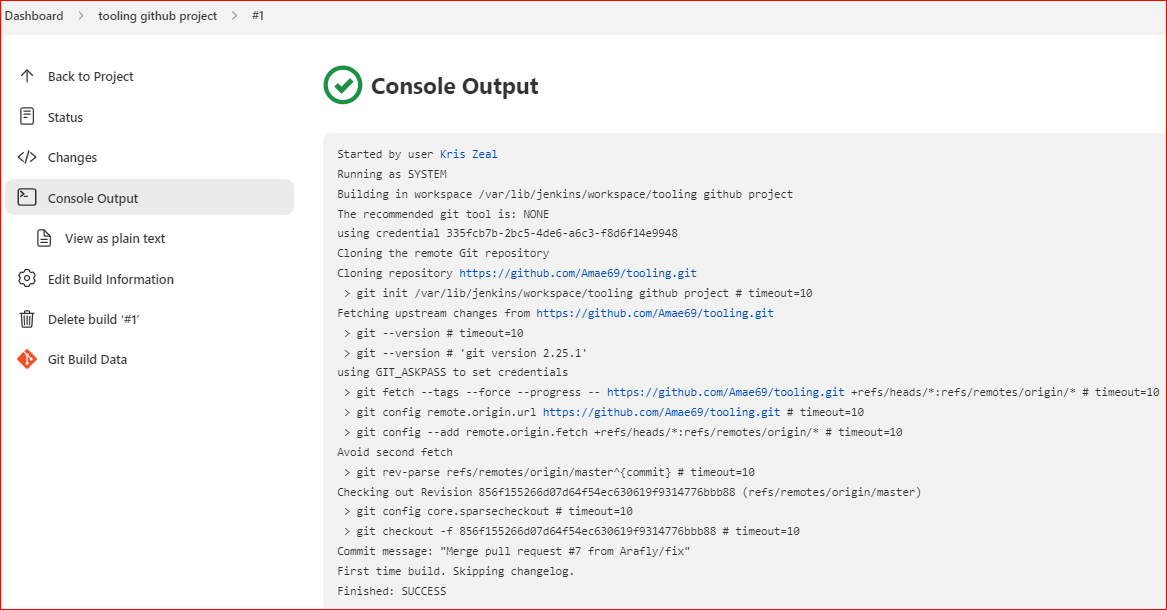 Dashboard > tooling github project > #1
Back to Project
Status
Changes
Console Output
View as plain text
Edit Build Information
Delete build ‘#1’
Git Build Data
Console Output
Started by user Kris Zeal
Running as SYSTEM
Building in workspace /var/lib/jenkins/workspace/tooling github project
The recommended git tool is: NONE
using credential 335fcb7b-2bc5-4de6-a6c3-f8d6f14e9948
Cloning the remote Git repository
Cloning repository https://github.com/Amae69/tooling.git
 > git init /var/lib/jenkins/workspace/tooling github project # timeout=10
Fetching upstream changes from https://github.com/Amae69/tooling.git
 > git --version # timeout=10
 > git --version # 'git version 2.25.1'
using GIT_ASKPASS to set credentials
 > git fetch --tags --force --progress -- https://github.com/Amae69/tooling.git +refs/heads/*:refs/remotes/origin/* # timeout=10
 > git config remote.origin.url https://github.com/Amae69/tooling.git # timeout=10
 > git config --add remote.origin.fetch +refs/heads/*:refs/remotes/origin/* # timeout=10
Avoid second fetch
 > git rev-parse refs/remotes/origin/master^{commit} # timeout=10
Checking out Revision 856f155266d07d64f54ec630619f9314776bbb88 (refs/remotes/origin/master)
 > git config core.sparsecheckout # timeout=10
 > git checkout -f 856f155266d07d64f54ec630619f9314776bbb88 # timeout=10
Commit message: "Merge pull request #7 from Arafly/fix"
First time build. Skipping changelog.
Finished: SUCCESS